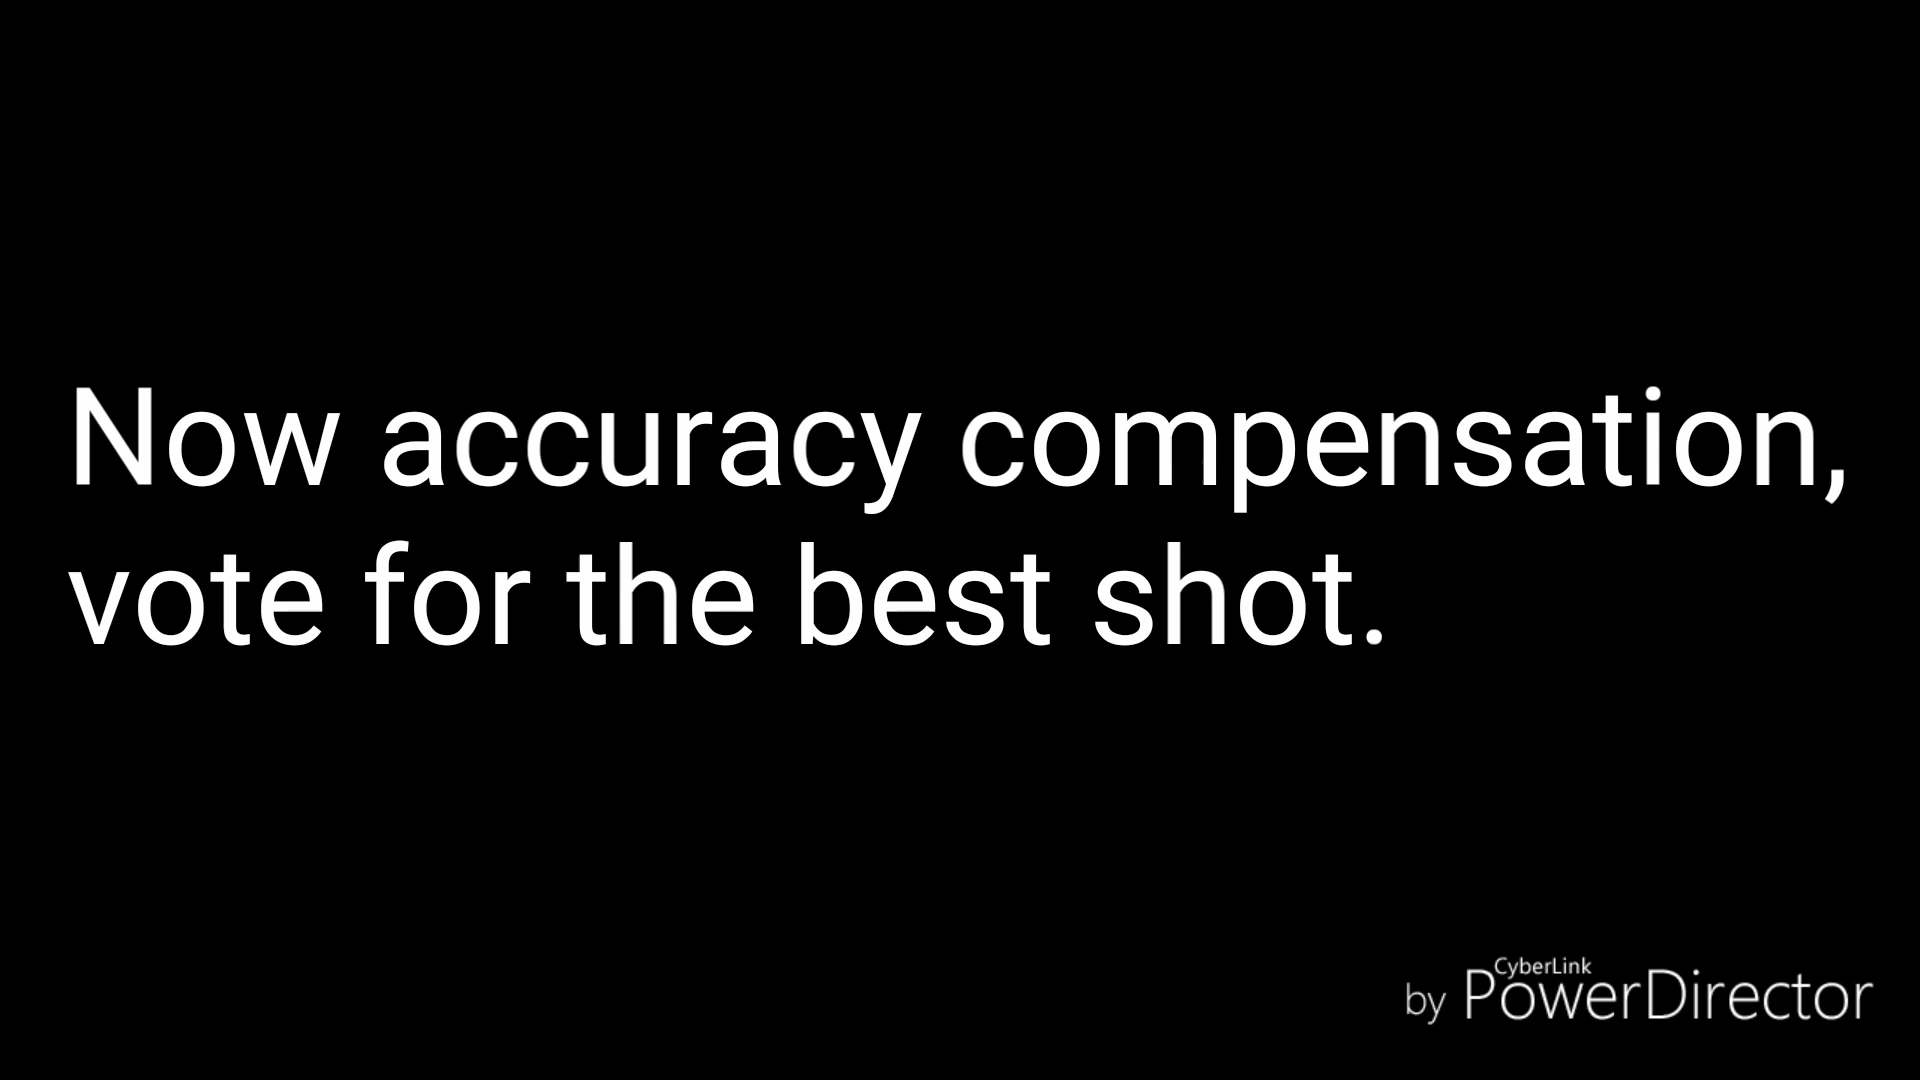 Now accuracy compensation,
vote for the best shot.
by CyberLink PowerDirector